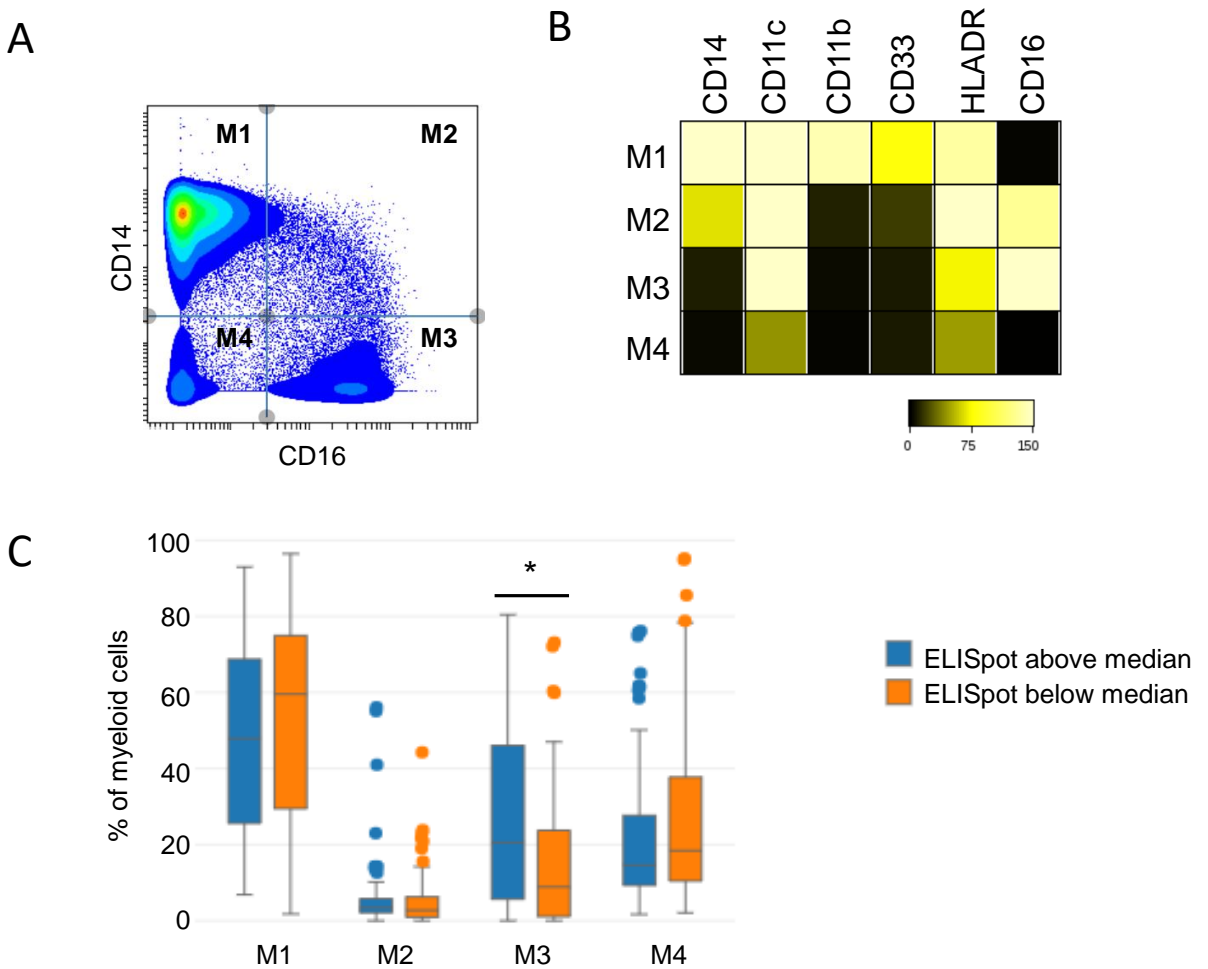 A
B
CD14
CD11c
CD11b
CD33
HLADR
CD16
M1
M2
M3
M4
M1
M2
M3
M4
CD14
CD16
0
75
150
C
100
80
60
40
20
0
% of myeloid cells
*
M1
M2
M3
M4
ELISpot above median
ELISpot below median